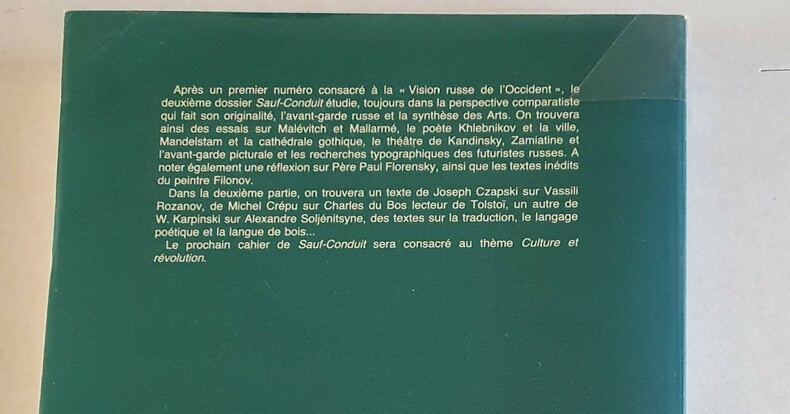 Après un premier numéro consacré à la « Vision russe de l'Occident », le
deuxième dossier Sauf-Conduit étudie, toujours dans la perspective comparatiste
qui fait son originalité, l'avant-garde russe et la synthèse des Arts. On trouvera
ainsi des essais sur Malévitch et Mallarmé, le poète Khlebnikov et la ville,
Mandelstam et la cathédrale gothique, le théâtre de Kandinsky, Zamiatine et
l'avant-garde picturale et les recherches typographiques des futuristes russes. A
noter également une réflexion sur Père Paul Florensky, ainsi que les textes inédits
du peintre Filonov.
Dans la deuxième partie, on trouvera un texte de Joseph Czapski sur Vassili
Rozanov, de Michel Crépu sur Charles du Bos lecteur de Tolstoï, un autre de
W. Karpinski sur Alexandre Soljénitsyne, des textes sur la traduction, le langage
poétique et la langue de bois...
Le prochain cahier de Sauf-Conduit sera consacré au thème Culture et
révolution.